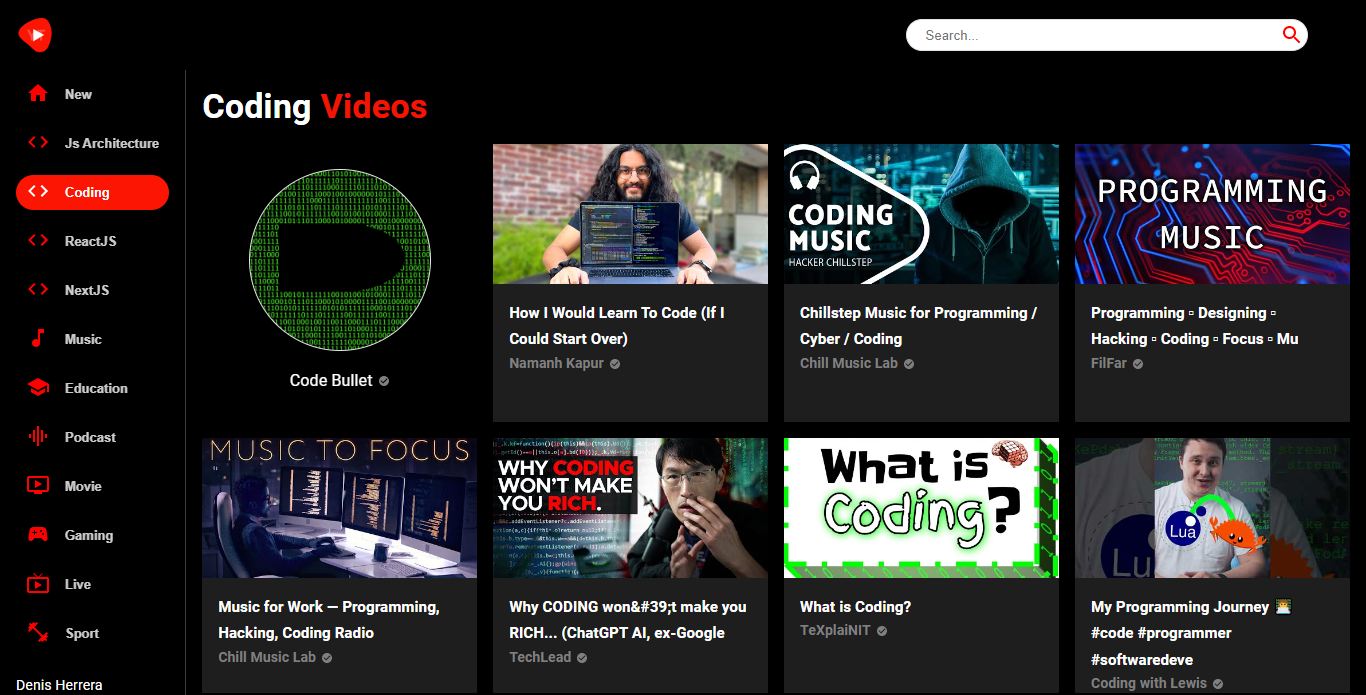 Search...
New
Js Architecture
Coding
ReactJS
NextJS
Music
Education
Podcast
Movie
Gaming
Live
Sport
Denis Herrera
Coding Videos
Code Bullet
How I Would Learn To Code (If I
Could Start Over)
Namanh Kapur
CODING
MUSIC
HACKER CHILLSTEP
Chillstep Music for Programming /
Cyber / Coding
Chill Music Lab
PROGRAMMING
MUSIC
Programming ▫ Designing ▫
Hacking ▫ Coding ▫ Focus ▫ Mu
FilFar
MUSIC TO FOCUS
Music for Work — Programming,
Hacking, Coding Radio
Chill Music Lab
WHY CODING
WON'T MAKE
YOU RICH.
Why CODING won&#39;t make you
RICH... (ChatGPT AI, ex-Google
TechLead
What is
Coding?
What is Coding?
TeXplaiNIT
Lua
My Programming Journey 👨‍💻
#code #programmer
#softwaredeve
Coding with Lewis